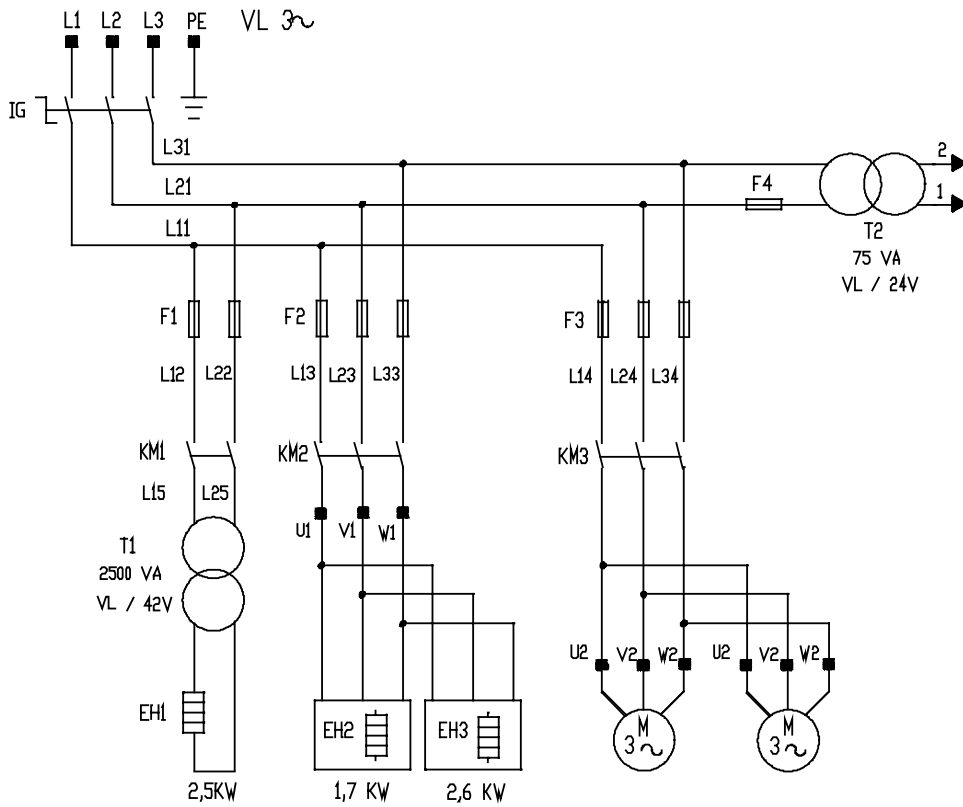 L1 L2 L3 PE VL 3~
IG
L31
L21
L11
F4
2
1
T2
75 VA
VL / 24V
F1
F2
F3
L12
L22
L13
L23
L33
L14
L24
L34
KM1
KM2
KM3
L15
L25
U1
V1
W1
T1
2500 VA
VL / 42V
U2
V2
W2
U2
V2
W2
EH1
EH2
EH3
M
3~
M
3~
2,5KW
1,7 KW
2,6 KW